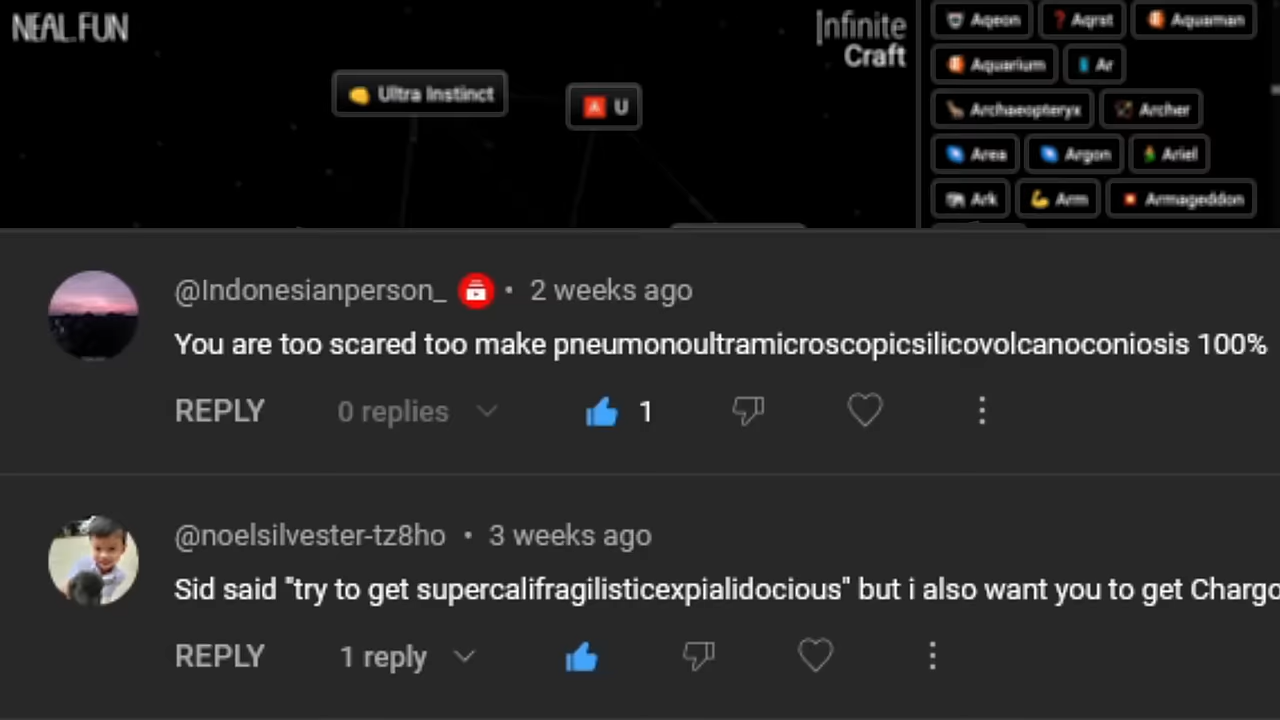 NEAL.FUN
Infinite
Craft
Ultra Instinct
U
Aqeon Aqrst Aquaman
Aquarium Ar
Archaeopteryx Archer
Area Argon Ariel
Ark Arm Armageddon
@Indonesianperson_ • 2 weeks ago
You are too scared too make pneumonoultramicroscopicsilicovolcanoconiosis 100%
REPLY 0 replies 1
@noelsilvester-tz8ho • 3 weeks ago
Sid said "try to get supercalifragilisticexpialidocious" but i also want you to get Chargo
REPLY 1 reply